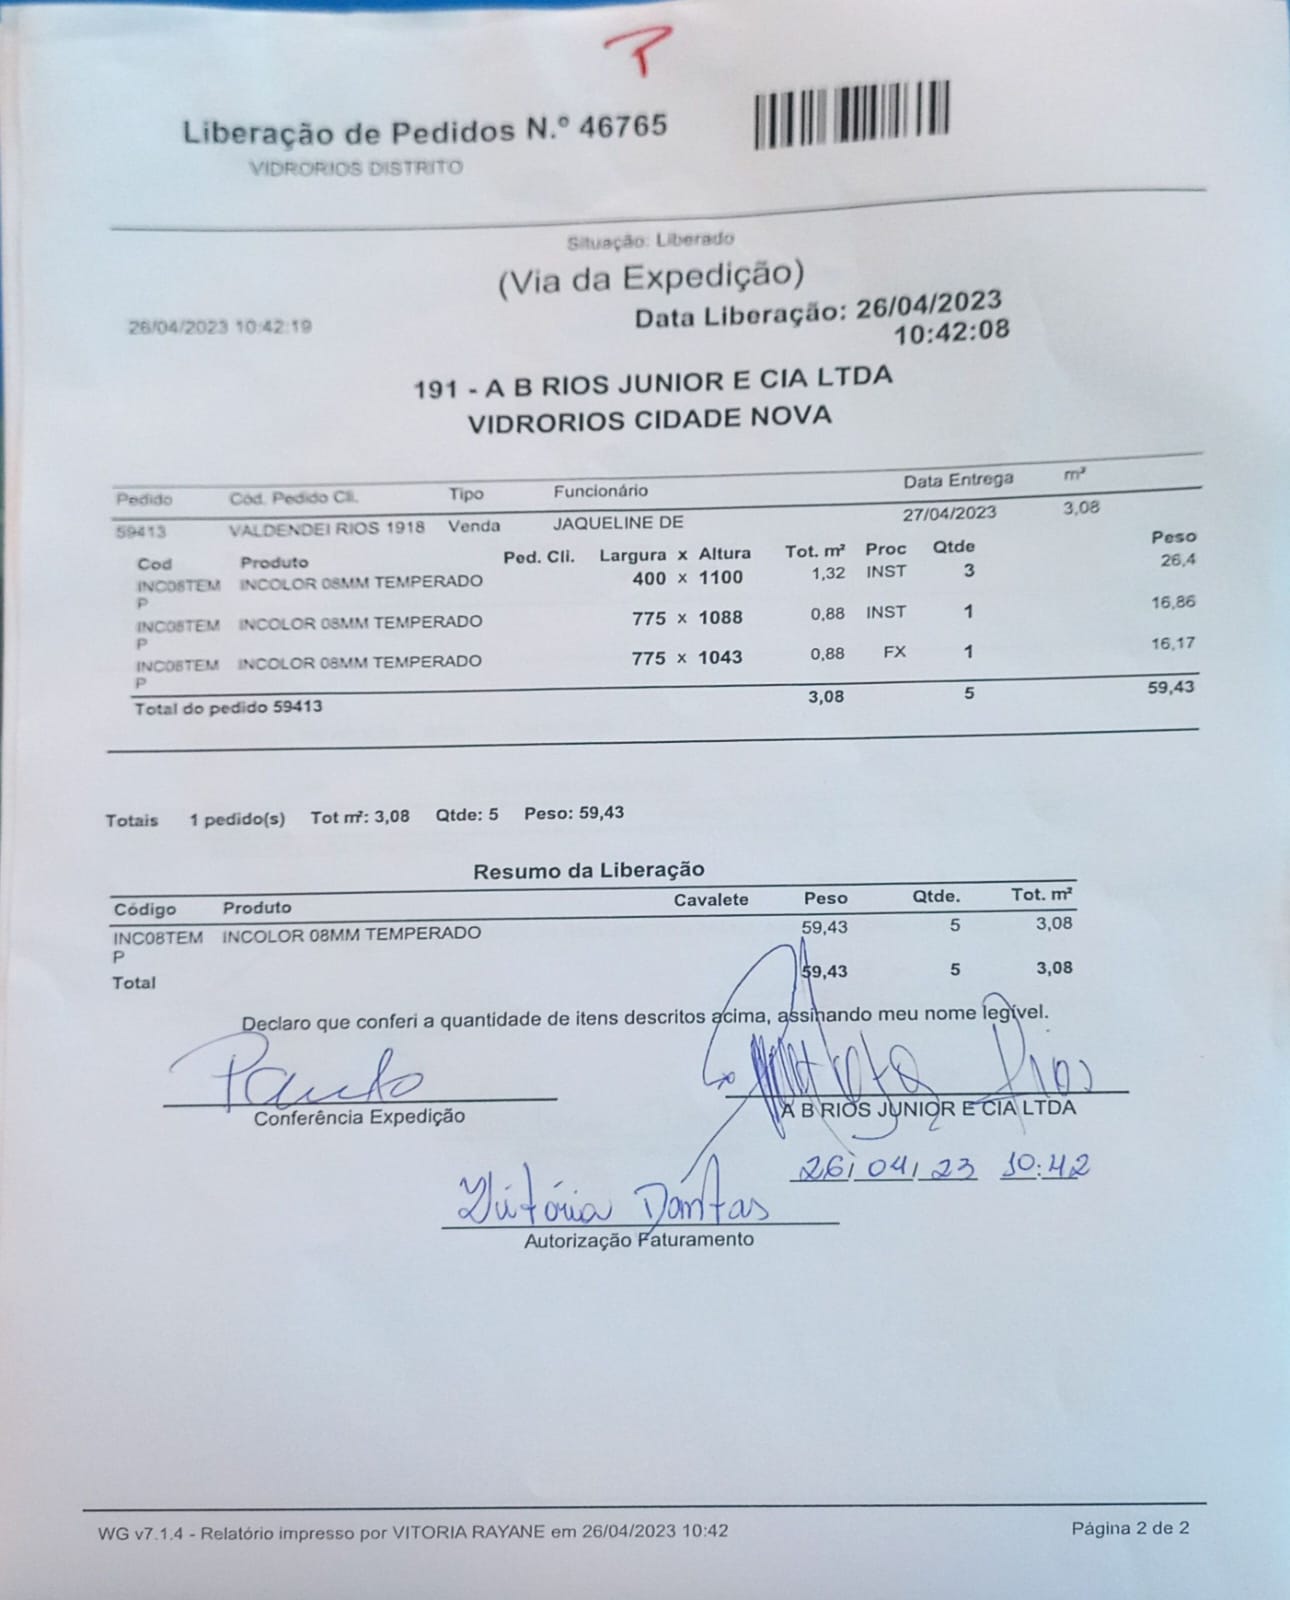 Liberação de Pedidos N.º 46765
VIDRORIOS DISTRITO
Situação: Liberado
(Via da Expedição)
26/04/2023 10:42:19
Data Liberação: 26/04/2023
10:42:08
191 - A B RIOS JUNIOR E CIA LTDA
VIDRORIOS CIDADE NOVA
Pedido Cód. Pedido Cli. Tipo Funcionário Data Entrega m²
59413 VALDENDEI RIOS 1918 Venda JAQUELINE DE 27/04/2023 3,08
Cod Produto Ped. Cli. Largura x Altura Tot. m² Proc Qtde Peso
INC08TEM INCOLOR 08MM TEMPERADO 400 x 1100 1,32 INST 3 26,4
P
INC08TEM INCOLOR 08MM TEMPERADO 775 x 1088 0,88 INST 1 16,86
P
INC08TEM INCOLOR 08MM TEMPERADO 775 x 1043 0,88 FX 1 16,17
P
Total do pedido 59413 3,08 5 59,43
Totais 1 pedido(s) Tot m²: 3,08 Qtde: 5 Peso: 59,43
Resumo da Liberação
Código Produto Cavalete Peso Qtde. Tot. m²
INC08TEM INCOLOR 08MM TEMPERADO 59,43 5 3,08
P
Total 59,43 5 3,08
Declaro que conferi a quantidade de itens descritos acima, assinando meu nome legível.
Paulo Rios
Conferência Expedição A B RIOS JUNIOR E CIA LTDA
26/04/23 10:42
Vitória Dantas
Autorização Faturamento
WG v7.1.4 - Relatório impresso por VITORIA RAYANE em 26/04/2023 10:42 Página 2 de 2